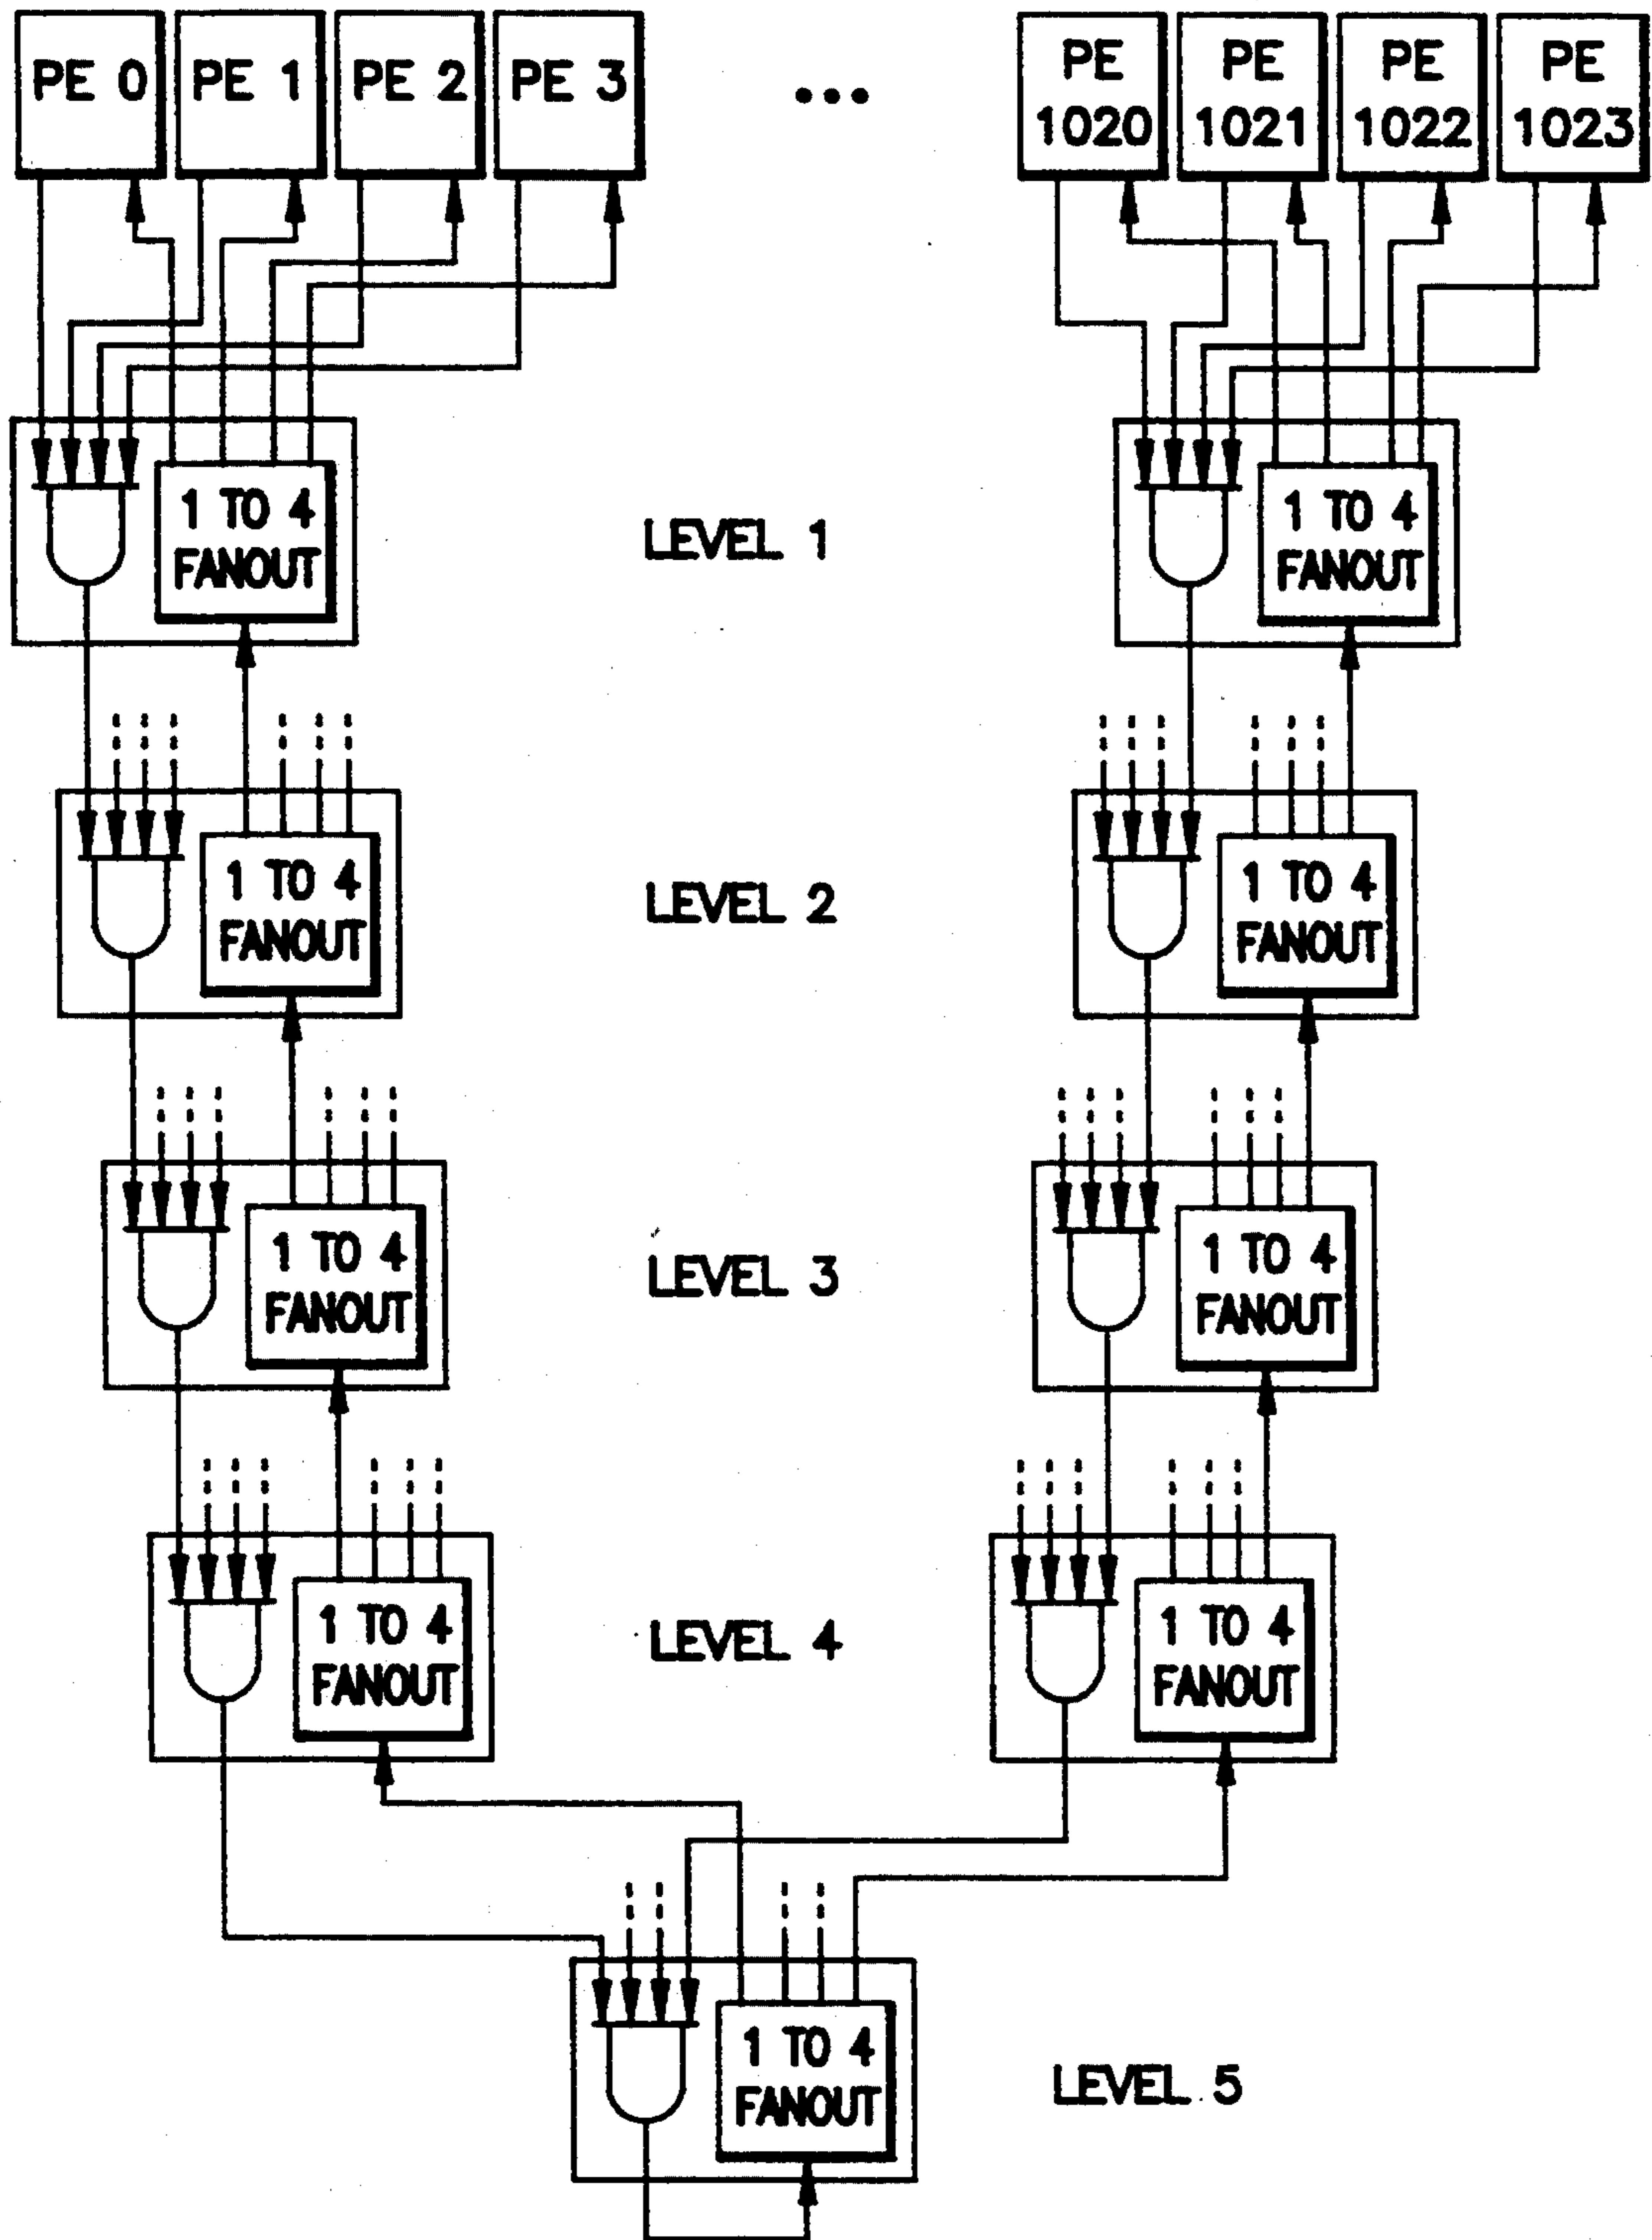 PE 0
PE 1
PE 2
PE 3
...
PE
1020
PE
1021
PE
1022
PE
1023
1 TO 4
FANOUT
LEVEL 1
1 TO 4
FANOUT
1 TO 4
FANOUT
LEVEL 2
1 TO 4
FANOUT
1 TO 4
FANOUT
LEVEL 3
1 TO 4
FANOUT
1 TO 4
FANOUT
LEVEL 4
1 TO 4
FANOUT
1 TO 4
FANOUT
LEVEL 5